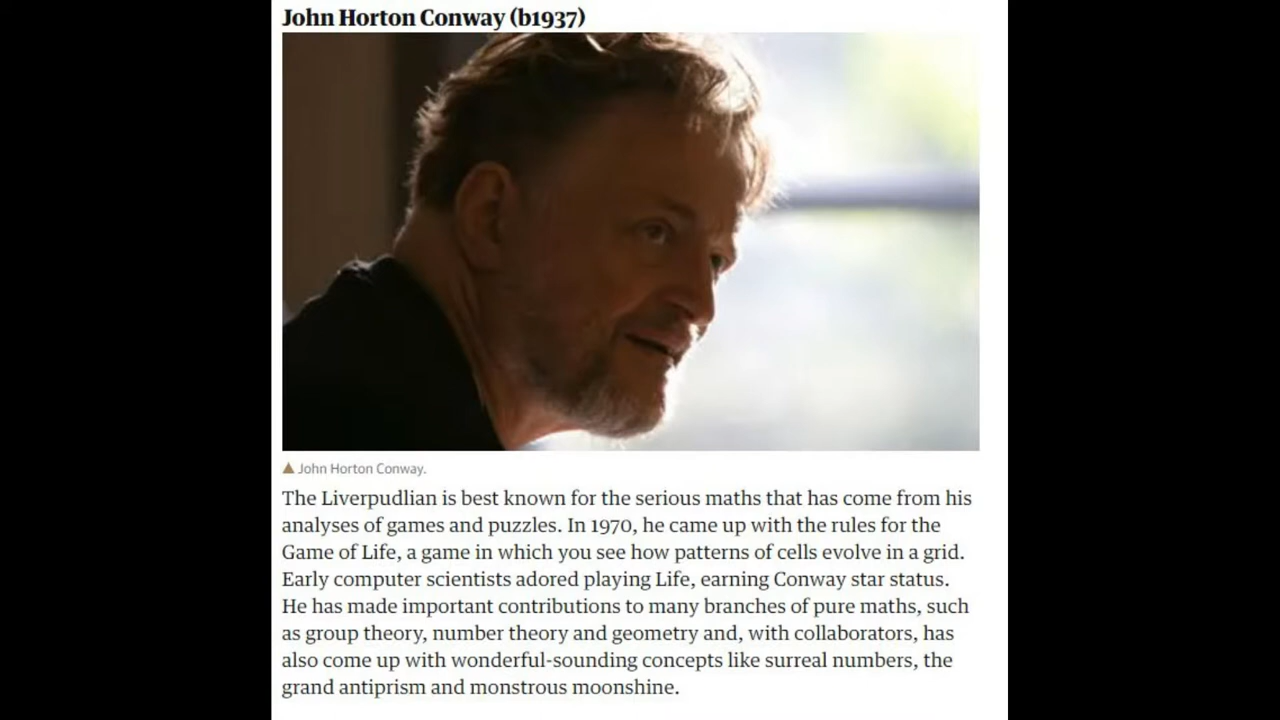 John Horton Conway (b1937)
John Horton Conway.
The Liverpudlian is best known for the serious maths that has come from his
analyses of games and puzzles. In 1970, he came up with the rules for the
Game of Life, a game in which you see how patterns of cells evolve in a grid.
Early computer scientists adored playing Life, earning Conway star status.
He has made important contributions to many branches of pure maths, such
as group theory, number theory and geometry and, with collaborators, has
also come up with wonderful-sounding concepts like surreal numbers, the
grand antiprism and monstrous moonshine.